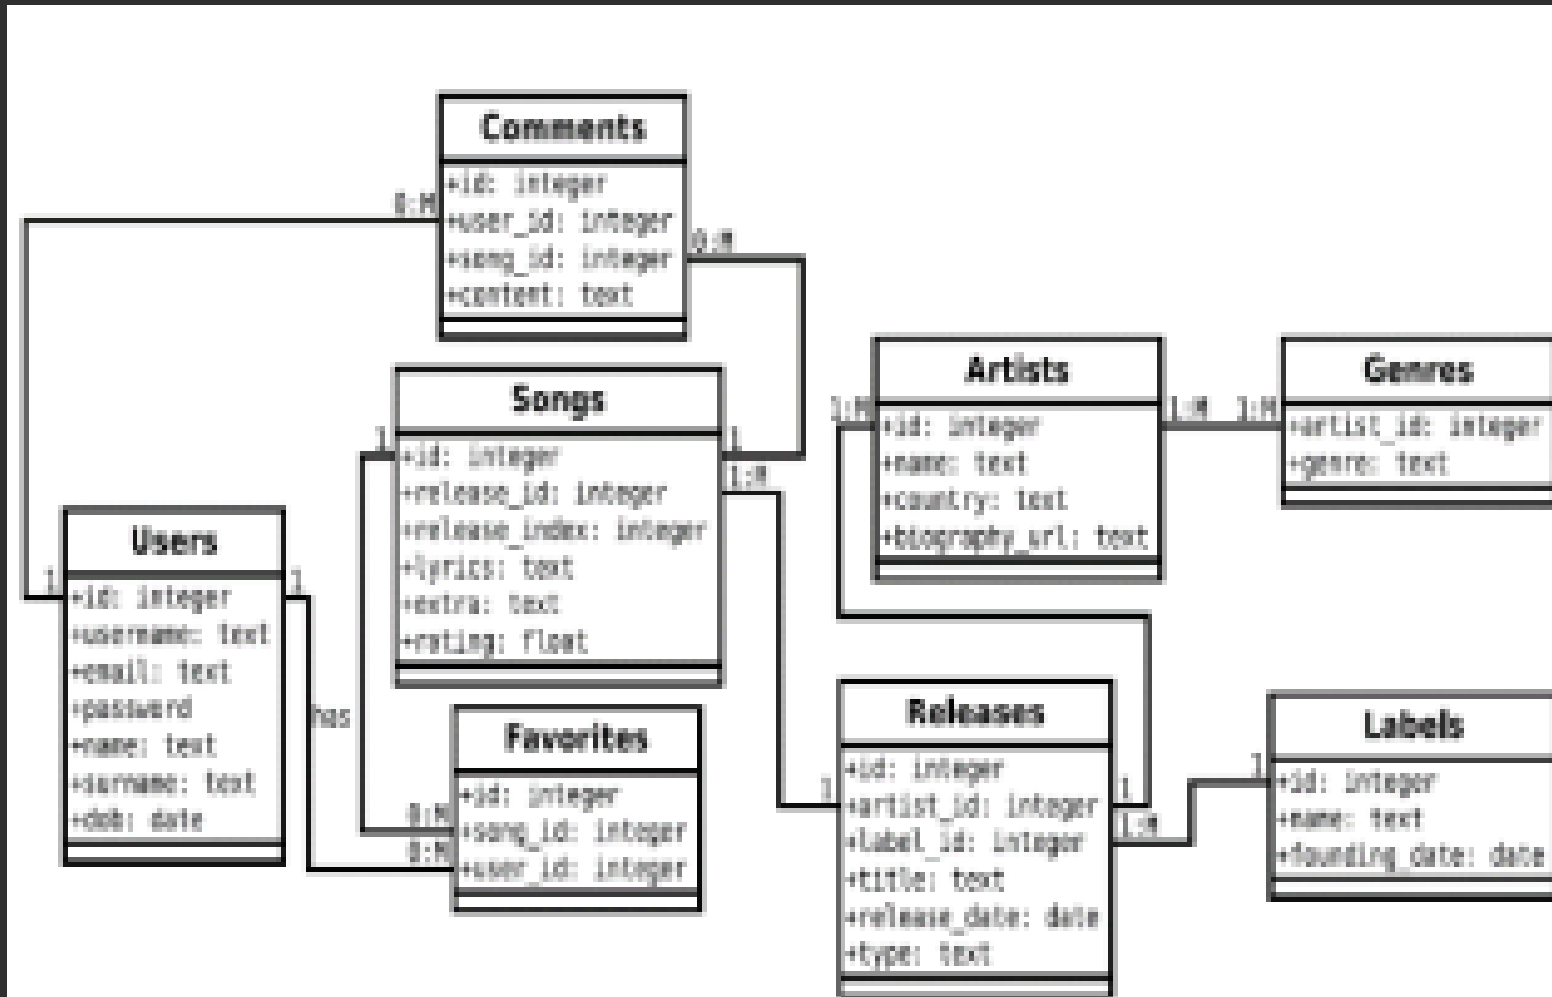 Comments
+id: integer
+user_id: integer
+song_id: integer
+content: text
0:M
0:M
Songs
+id: integer
+release_id: integer
+release_index: integer
+lyrics: text
+extra: text
+rating: float
1
1
1:M
Users
+id: integer
+username: text
+email: text
+password
+name: text
+surname: text
+dob: date
1
1
has
Favorites
+id: integer
+song_id: integer
+user_id: integer
0:M
0:M
Artists
+id: integer
+name: text
+country: text
+biography_url: text
1:M
1:M
1:M
Genres
+artist_id: integer
+genre: text
Releases
+id: integer
+artist_id: integer
+label_id: integer
+title: text
+release_date: date
+type: text
1
1
1:M
1
Labels
+id: integer
+name: text
+founding_date: date